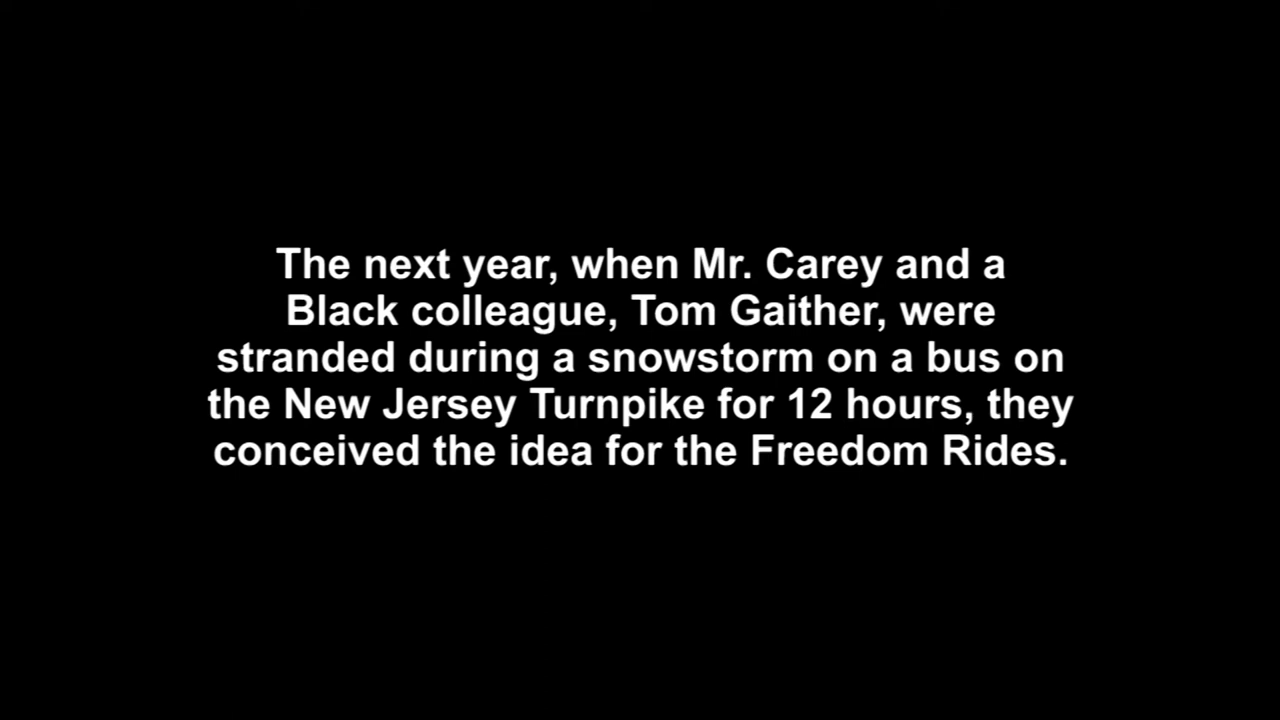 The next year, when Mr. Carey and a
Black colleague, Tom Gaither, were
stranded during a snowstorm on a bus on
the New Jersey Turnpike for 12 hours, they
conceived the idea for the Freedom Rides.